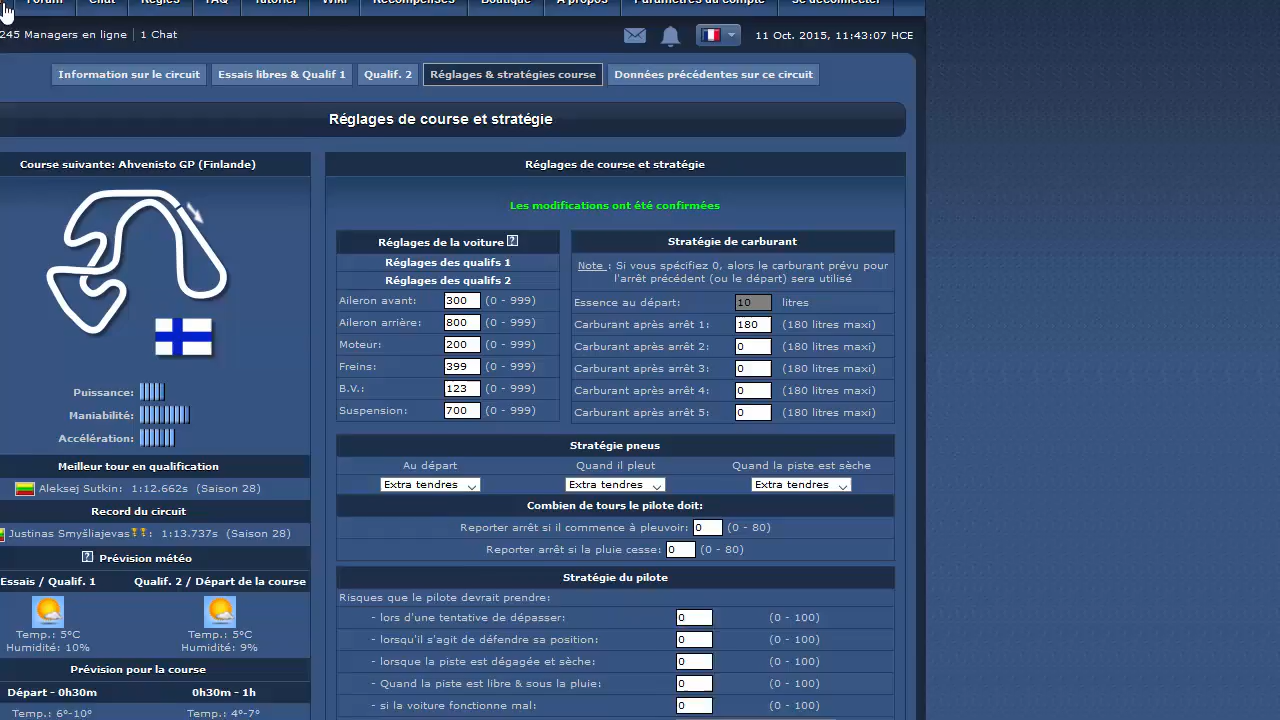 Forum Chat Règles FAQ Tutoriel Wiki Récompenses Boutique A propos Paramètres du compte Se déconnecter
245 Managers en ligne | 1 Chat
11 Oct. 2015, 11:43:07 HCE
Information sur le circuit Essais libres & Qualif 1 Qualif. 2 Réglages & stratégies course Données précédentes sur ce circuit
Réglages de course et stratégie
Course suivante: Ahvenisto GP (Finlande)
Puissance:
Maniabilité:
Accélération:
Meilleur tour en qualification
Aleksej Sutkin: 1:12.662s (Saison 28)
Record du circuit
Justinas Smyšliajevas: 1:13.737s (Saison 28)
? Prévision météo
Essais / Qualif. 1 Qualif. 2 / Départ de la course
Temp.: 5°C Temp.: 5°C
Humidité: 10% Humidité: 9%
Prévision pour la course
Départ - 0h30m 0h30m - 1h
Temp.: 6°-10° Temp.: 4°-7°
Réglages de course et stratégie
Les modifications ont été confirmées
Réglages de la voiture ?
Réglages des qualifs 1
Réglages des qualifs 2
Aileron avant: 300 (0 - 999)
Aileron arrière: 800 (0 - 999)
Moteur: 200 (0 - 999)
Freins: 399 (0 - 999)
B.V.: 123 (0 - 999)
Suspension: 700 (0 - 999)
Stratégie de carburant
Note : Si vous spécifiez 0, alors le carburant prévu pour
l'arrêt précédent (ou le départ) sera utilisé
Essence au départ: 10 litres
Carburant après arrêt 1: 180 (180 litres maxi)
Carburant après arrêt 2: 0 (180 litres maxi)
Carburant après arrêt 3: 0 (180 litres maxi)
Carburant après arrêt 4: 0 (180 litres maxi)
Carburant après arrêt 5: 0 (180 litres maxi)
Stratégie pneus
Au départ Quand il pleut Quand la piste est sèche
Extra tendres Extra tendres Extra tendres
Combien de tours le pilote doit:
Reporter arrêt si il commence à pleuvoir: 0 (0 - 80)
Reporter arrêt si la pluie cesse: 0 (0 - 80)
Stratégie du pilote
Risques que le pilote devrait prendre:
- lors d'une tentative de dépasser: 0 (0 - 100)
- lorsqu'il s'agit de défendre sa position: 0 (0 - 100)
- lorsque la piste est dégagée et sèche: 0 (0 - 100)
- Quand la piste est libre & sous la pluie: 0 (0 - 100)
- si la voiture fonctionne mal: 0 (0 - 100)